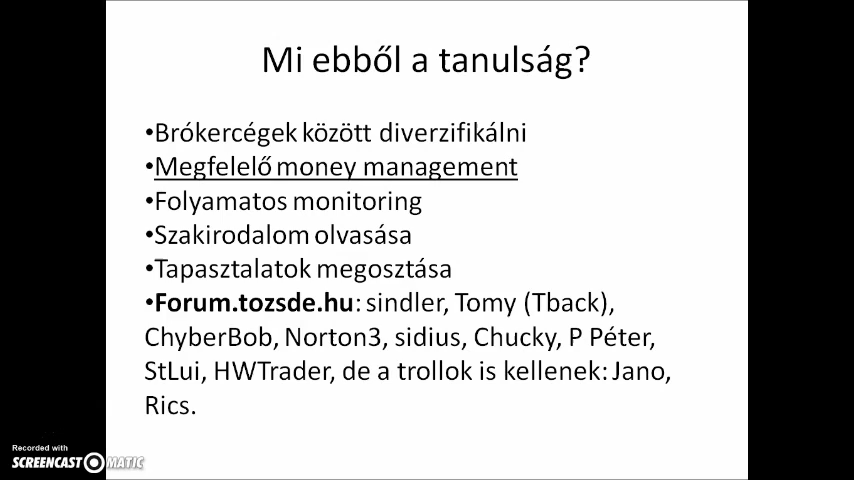 Mi ebből a tanulság?
•Brókercégek között diverzifikálni
•Megfelelő money management
•Folyamatos monitoring
•Szakirodalom olvasása
•Tapasztalatok megosztása
•Forum.tozsde.hu: sindler, Tomy (Tback),
ChyberBob, Norton3, sidius, Chucky, P Péter,
StLui, HWTrader, de a trollok is kellenek: Jano,
Rics.
Recorded with
SCREENCAST-O-MATIC